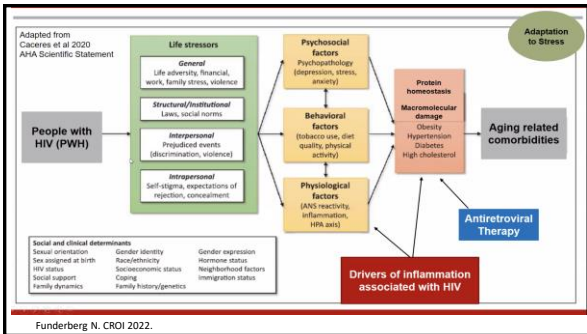 Adapted from
Caceres et al 2020
AHA Scientific Statement
Adaptation
to Stress
Life stressors
General
Life adversity, financial,
work, family stress, violence
Structural/Institutional
Laws, social norms
Interpersonal
Prejudiced events
(discrimination, violence)
Intrapersonal
Self-stigma, expectations of
rejection, concealment
People with
HIV (PWH)
Psychosocial
factors
Psychopathology
(depression, stress,
anxiety)
Behavioral
factors
(tobacco use, diet
quality, physical
activity)
Physiological
factors
(ANS reactivity,
inflammation,
HPA axis)
Protein
homeostasis
Macromolecular
damage
Obesity
Hypertension
Diabetes
High cholesterol
Aging related
comorbidities
Antiretroviral
Therapy
Drivers of inflammation
associated with HIV
Social and clinical determinants
Sexual orientation Gender identity Gender expression
Sex assigned at birth Race/ethnicity Hormone status
HIV status Socioeconomic status Neighborhood factors
Social support Coping Immigration status
Family dynamics Family history/genetics
Funderberg N. CROI 2022.